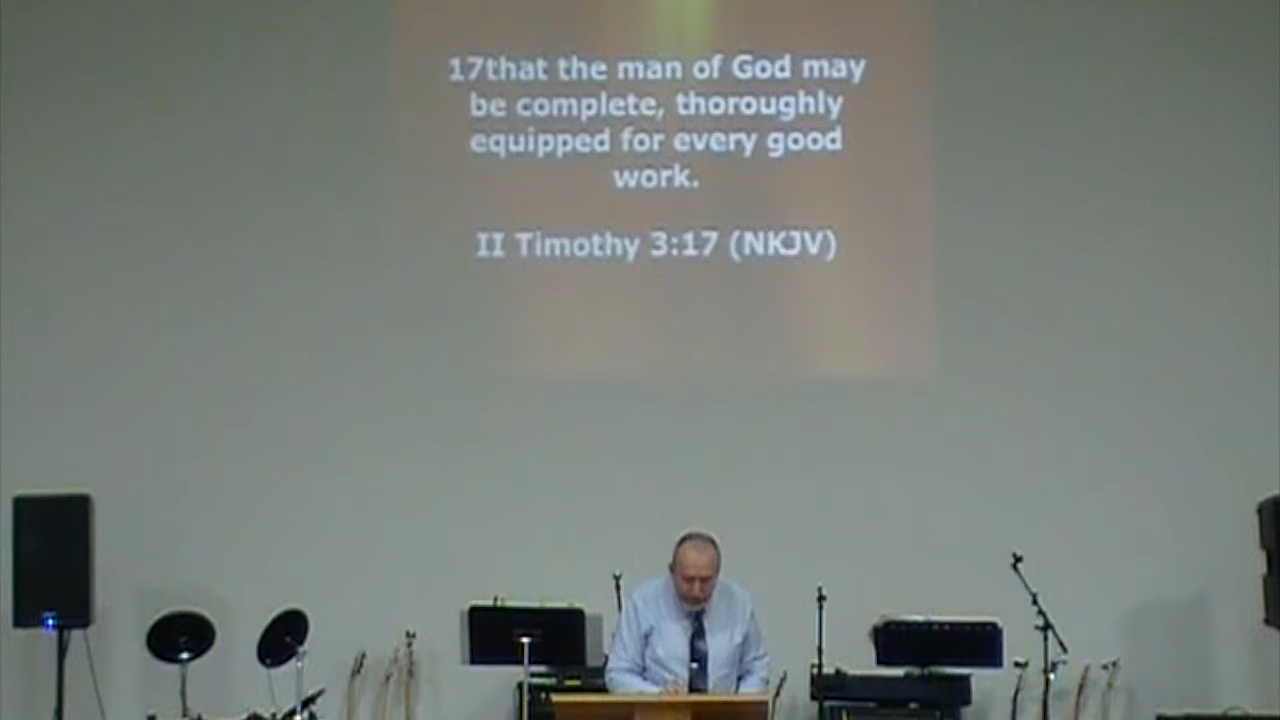 17that the man of God may
be complete, thoroughly
equipped for every good
work.
II Timothy 3:17 (NKJV)